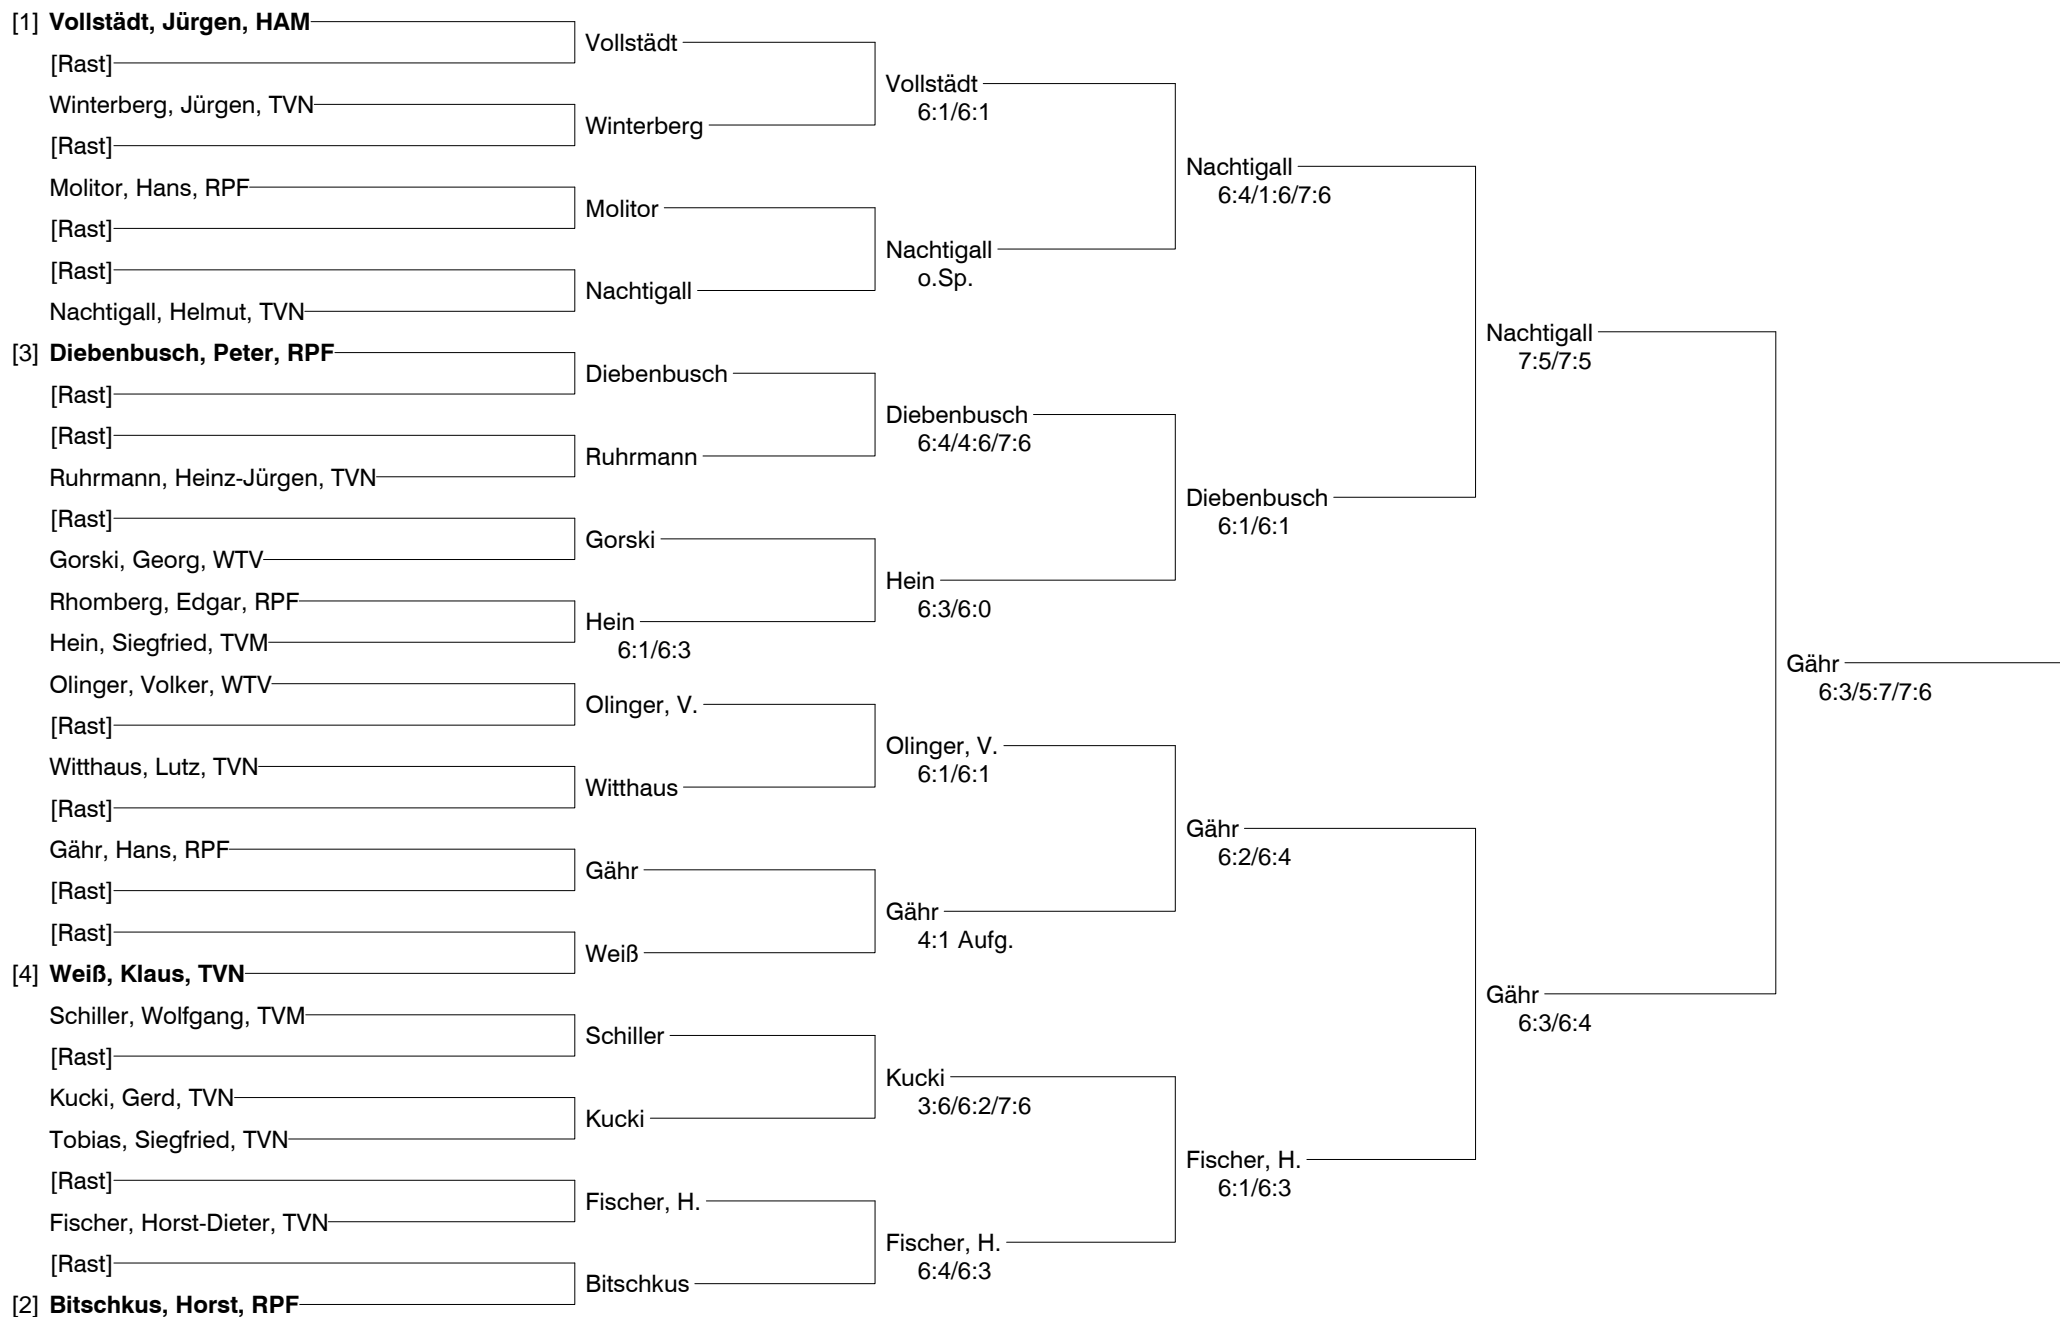 [1] Vollstädt, Jürgen, HAM
[Rast]
Winterberg, Jürgen, TVN
[Rast]
Molitor, Hans, RPF
[Rast]
[Rast]
Nachtigall, Helmut, TVN
[3] Diebenbusch, Peter, RPF
[Rast]
[Rast]
Ruhrmann, Heinz-Jürgen, TVN
[Rast]
Gorski, Georg, WTV
Rhomberg, Edgar, RPF
Hein, Siegfried, TVM
Olinger, Volker, WTV
[Rast]
Witthaus, Lutz, TVN
[Rast]
Gähr, Hans, RPF
[Rast]
[Rast]
[4] Weiß, Klaus, TVN
Schiller, Wolfgang, TVM
[Rast]
Kucki, Gerd, TVN
Tobias, Siegfried, TVN
[Rast]
Fischer, Horst-Dieter, TVN
[Rast]
[2] Bitschkus, Horst, RPF
Vollstädt
Winterberg
Molitor
Nachtigall
Diebenbusch
Ruhrmann
Gorski
Hein
6:1/6:3
Olinger, V.
Witthaus
Gähr
Weiß
Schiller
Kucki
Fischer, H.
Bitschkus
Vollstädt
6:1/6:1
Nachtigall
o.Sp.
Diebenbusch
6:4/4:6/7:6
Hein
6:3/6:0
Olinger, V.
6:1/6:1
Gähr
4:1 Aufg.
Kucki
3:6/6:2/7:6
Fischer, H.
6:4/6:3
Nachtigall
6:4/1:6/7:6
Diebenbusch
6:1/6:1
Gähr
6:2/6:4
Fischer, H.
6:1/6:3
Nachtigall
7:5/7:5
Gähr
6:3/6:4
Gähr
6:3/5:7/7:6